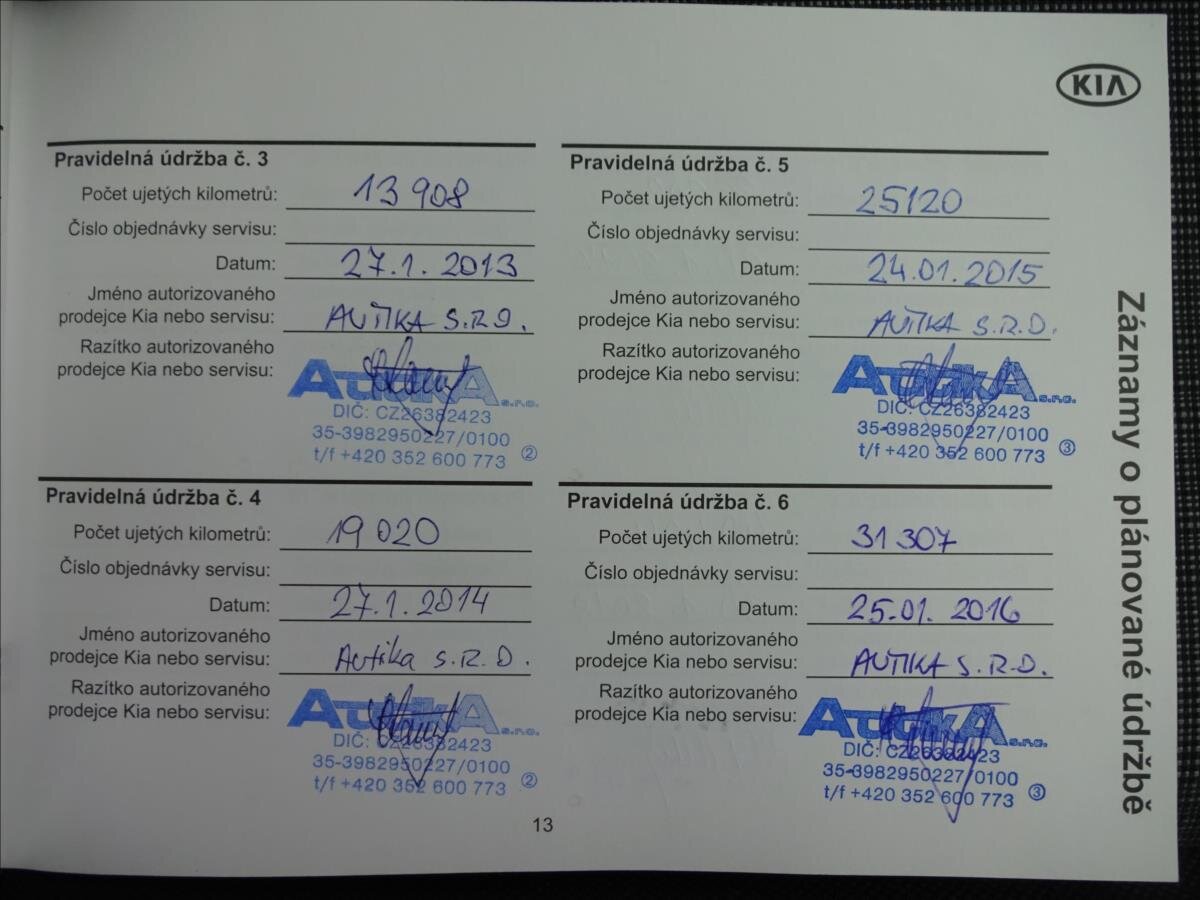 KIA
Záznamy o plánované údržbě
Pravidelná údržba č. 3
Počet ujetých kilometrů: 13 908
Číslo objednávky servisu:
Datum: 27.1. 2013
Jméno autorizovaného
prodejce Kia nebo servisu: AUTIKA S.R.O.
Razítko autorizovaného
prodejce Kia nebo servisu:
AutikA s.r.o.
DIČ: CZ26382423
35-3982950227/0100
t/f +420 352 600 773 ②
Pravidelná údržba č. 4
Počet ujetých kilometrů: 19 020
Číslo objednávky servisu:
Datum: 27.1. 2014
Jméno autorizovaného
prodejce Kia nebo servisu: Autika S.R.O.
Razítko autorizovaného
prodejce Kia nebo servisu:
AutikA s.r.o.
DIČ: CZ26382423
35-3982950227/0100
t/f +420 352 600 773 ②
Pravidelná údržba č. 5
Počet ujetých kilometrů: 25120
Číslo objednávky servisu:
Datum: 24.01.2015
Jméno autorizovaného
prodejce Kia nebo servisu: AUTIKA S.R.O.
Razítko autorizovaného
prodejce Kia nebo servisu:
AutikA s.r.o.
DIČ: CZ26382423
35-3982950227/0100
t/f +420 352 600 773 ③
Pravidelná údržba č. 6
Počet ujetých kilometrů: 31 307
Číslo objednávky servisu:
Datum: 25.01. 2016
Jméno autorizovaného
prodejce Kia nebo servisu: AUTIKA S.R.O.
Razítko autorizovaného
prodejce Kia nebo servisu:
AutikA s.r.o.
DIČ: CZ26382423
35-3982950227/0100
t/f +420 352 600 773 ③
13